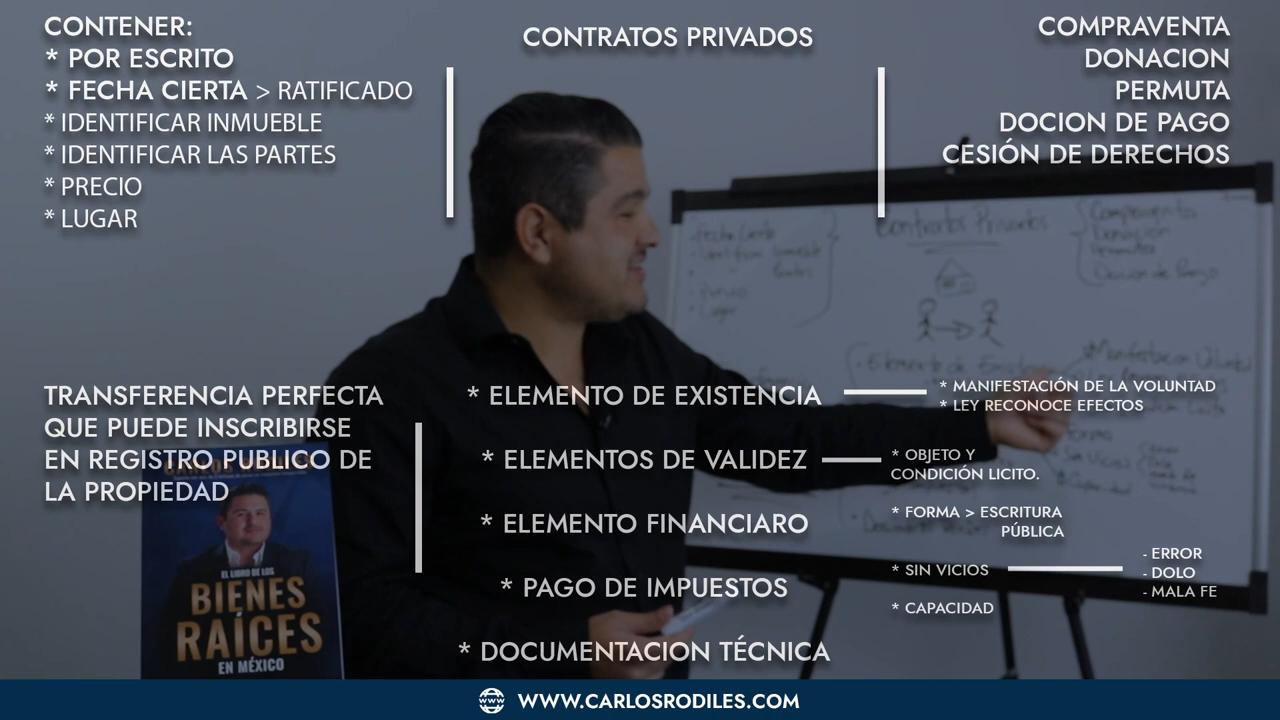 CONTENER:
* POR ESCRITO
* FECHA CIERTA > RATIFICADO
* IDENTIFICAR INMUEBLE
* IDENTIFICAR LAS PARTES
* PRECIO
* LUGAR
CONTRATOS PRIVADOS
COMPRAVENTA
DONACION
PERMUTA
DOCION DE PAGO
CESIÓN DE DERECHOS
Contratos Privados
TRANSFERENCIA PERFECTA
QUE PUEDE INSCRIBIRSE
EN REGISTRO PUBLICO DE
LA PROPIEDAD
* ELEMENTO DE EXISTENCIA
* MANIFESTACIÓN DE LA VOLUNTAD
* LEY RECONOCE EFECTOS
* ELEMENTOS DE VALIDEZ
* OBJETO Y
CONDICIÓN LICITO.
* FORMA > ESCRITURA
PÚBLICA
* SIN VICIOS
- ERROR
- DOLO
- MALA FE
* CAPACIDAD
* ELEMENTO FINANCIARO
* PAGO DE IMPUESTOS
* DOCUMENTACION TÉCNICA
EL LIBRO DE LOS
BIENES
RAÍCES
EN MÉXICO
WWW.CARLOSRODILES.COM